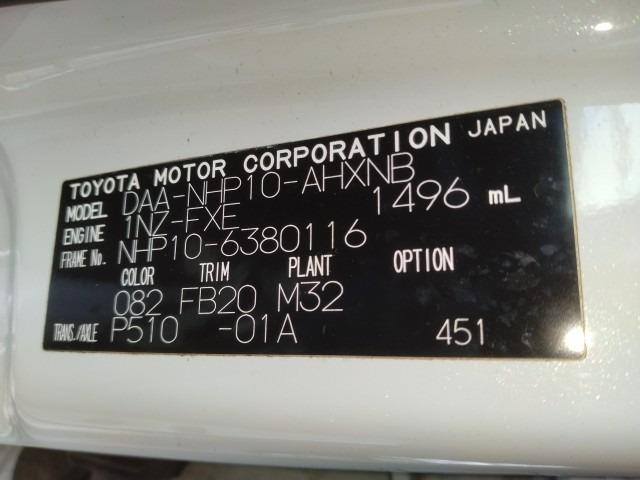 TOYOTA MOTOR CORPORATION JAPAN
MODEL DAA-NHP10-AHXNB
ENGINE 1NZ-FXE 1496 mL
FRAME No. NHP10-6380116
COLOR TRIM PLANT OPTION
082 FB20 M32
TRANS./AXLE P510 -01A 451